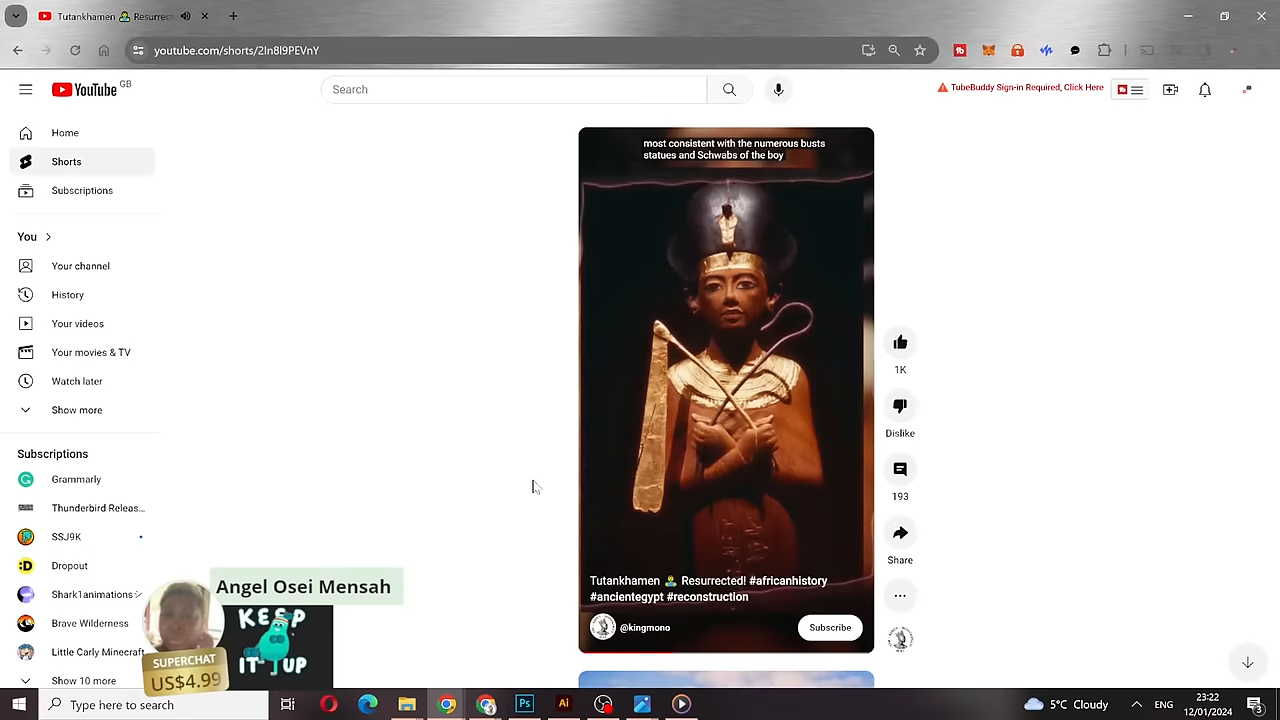 Tutankhamen 🧟‍♂️ Resurrect
youtube.com/shorts/2In8l9PEVnY
YouTube GB
Search
TubeBuddy Sign-in Required, Click Here
Home
Shorts
Subscriptions
You
Your channel
History
Your videos
Your movies & TV
Watch later
Show more
Subscriptions
Grammarly
Thunderbird Releas...
SSJ9K
Dropout
Shark1animations
Brave Wilderness
Little Carly Minecraft
Show 10 more
most consistent with the numerous busts
statues and Schwabs of the boy
Tutankhamen 🧟‍♂️ Resurrected! #africanhistory
#ancientegypt #reconstruction
@kingmono
Subscribe
1K
Dislike
193
Share
Angel Osei Mensah
KEEP
IT UP
SUPERCHAT
US$4.99
Type here to search
Ps
Ai
5°C Cloudy
ENG
23:22
12/01/2024
3